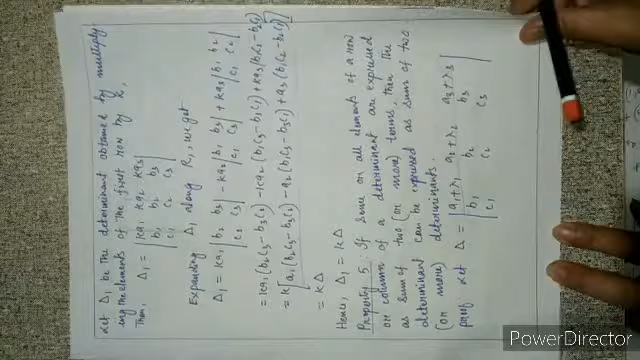 Let Δ₁ be the determinant obtained by multiply
ing the elements of the first row by k,
Then, Δ₁ = | ka₁ ka₂ ka₃ |
| b₁ b₂ b₃ |
| c₁ c₂ c₃ |
Expanding Δ₁ along R₁, we get
Δ₁ = ka₁ | b₂ b₃ | - ka₂ | b₁ b₃ | + ka₃ | b₁ b₂ |
| c₂ c₃ | | c₁ c₃ | | c₁ c₂ |
= ka₁(b₂c₃-b₃c₂) - ka₂(b₁c₃-b₃c₁) + ka₃(b₁c₂-b₂c₁)
= k[a₁(b₂c₃-b₃c₂) - a₂(b₁c₃-b₃c₁) + a₃(b₁c₂-b₂c₁)]
= kΔ
Hence, Δ₁ = kΔ
Property 5: If some or all elements of a row
or column of a determinant are expressed
as sum of two (or more) terms, then the
determinant can be expressed as sum of two
(or more) determinants.
Proof: Let Δ = | a₁+λ₁ a₂+λ₂ a₃+λ₃ |
| b₁ b₂ b₃ |
| c₁ c₂ c₃ |
PowerDirector